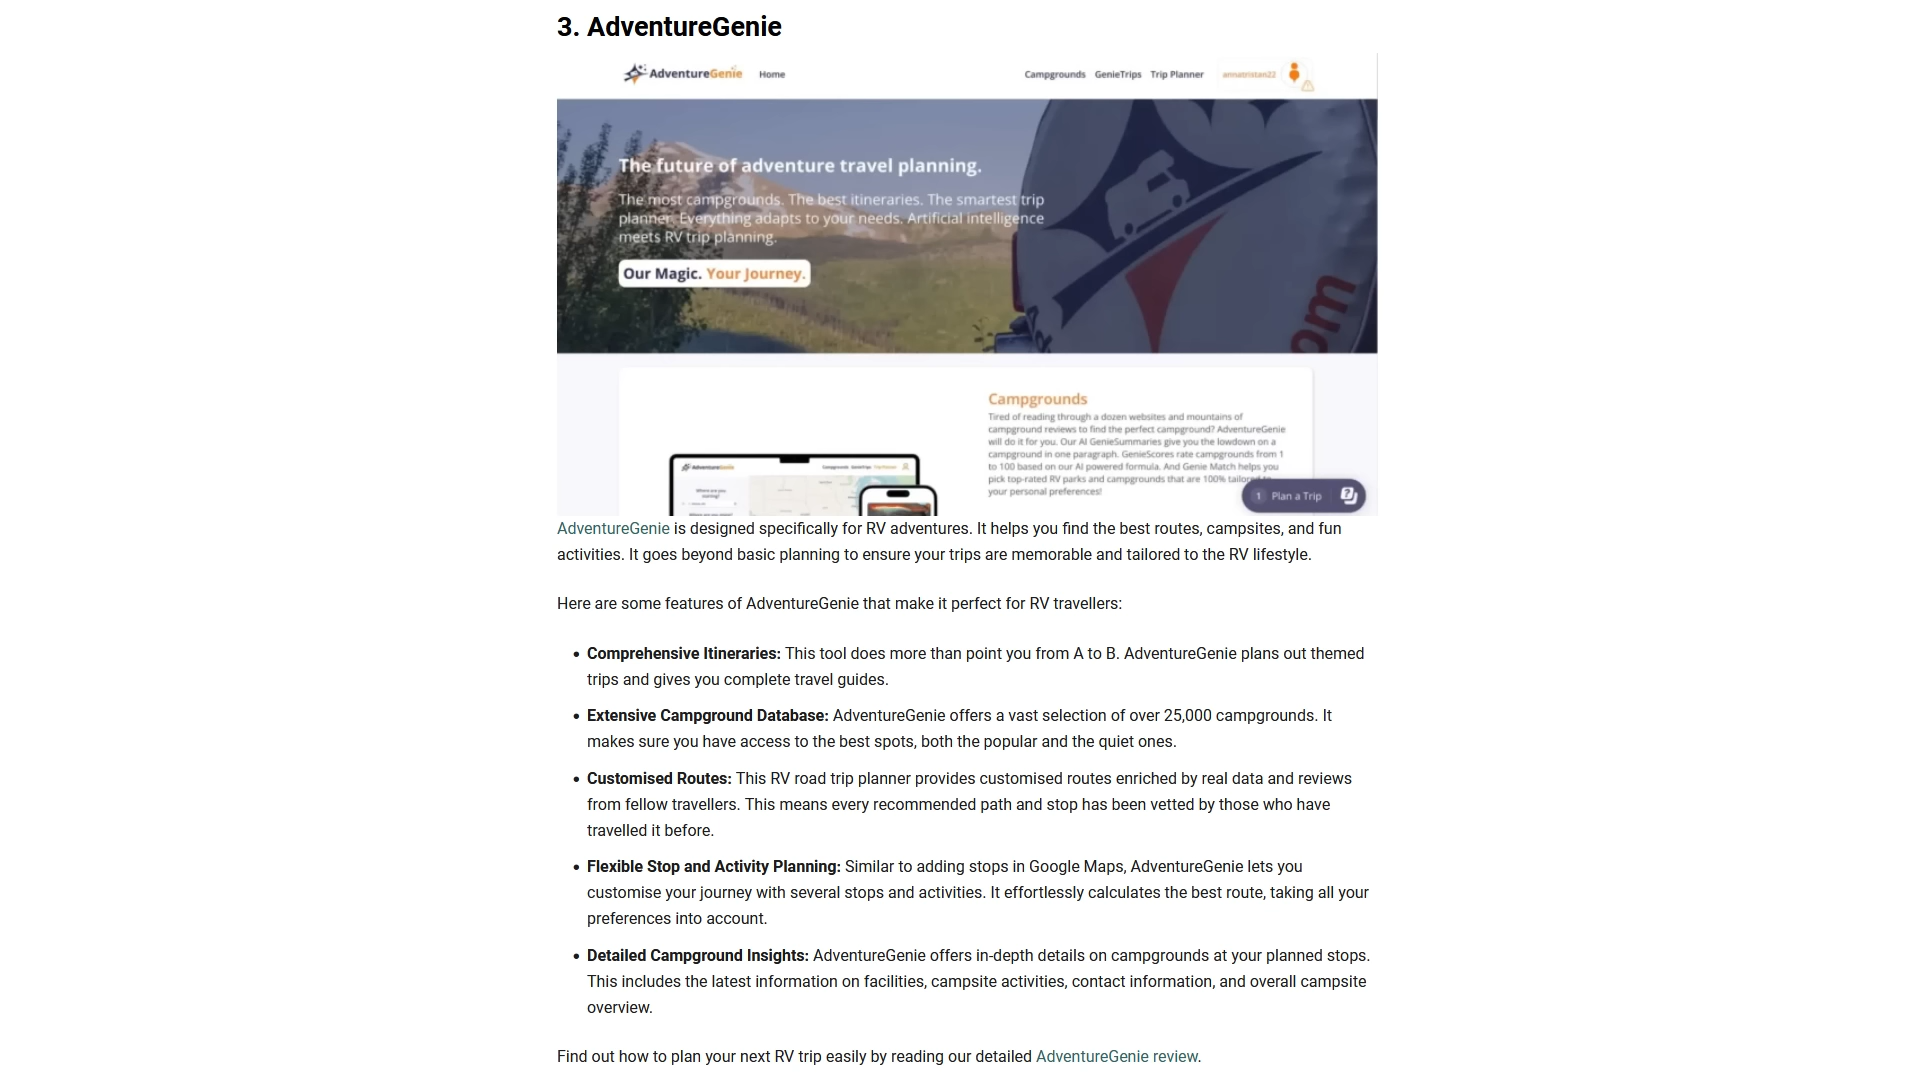 3. AdventureGenie
AdventureGenie Home Campgrounds GenieTrips Trip Planner armatristan22
The future of adventure travel planning.
The most campgrounds. The best itineraries. The smartest trip
planner. Everything adapts to your needs. Artificial intelligence
meets RV trip planning.
Our Magic. Your Journey.
om
Campgrounds
Tired of reading through a dozen websites and mountains of
campground reviews to find the perfect campground? AdventureGenie
will do it for you. Our AI GenieSummaries give you the lowdown on a
campground in one paragraph. GenieScores rate campgrounds from 1
to 100 based on our AI powered formula. And Genie Match helps you
pick top-rated RV parks and campgrounds that are 100% tailored to
your personal preferences!
AdventureGenie Campgrounds GenieTrips Trip Planner
Where are you
starting?
1 Plan a Trip
AdventureGenie is designed specifically for RV adventures. It helps you find the best routes, campsites, and fun
activities. It goes beyond basic planning to ensure your trips are memorable and tailored to the RV lifestyle.
Here are some features of AdventureGenie that make it perfect for RV travellers:
• Comprehensive Itineraries: This tool does more than point you from A to B. AdventureGenie plans out themed
trips and gives you complete travel guides.
• Extensive Campground Database: AdventureGenie offers a vast selection of over 25,000 campgrounds. It
makes sure you have access to the best spots, both the popular and the quiet ones.
• Customised Routes: This RV road trip planner provides customised routes enriched by real data and reviews
from fellow travellers. This means every recommended path and stop has been vetted by those who have
travelled it before.
• Flexible Stop and Activity Planning: Similar to adding stops in Google Maps, AdventureGenie lets you
customise your journey with several stops and activities. It effortlessly calculates the best route, taking all your
preferences into account.
• Detailed Campground Insights: AdventureGenie offers in-depth details on campgrounds at your planned stops.
This includes the latest information on facilities, campsite activities, contact information, and overall campsite
overview.
Find out how to plan your next RV trip easily by reading our detailed AdventureGenie review.